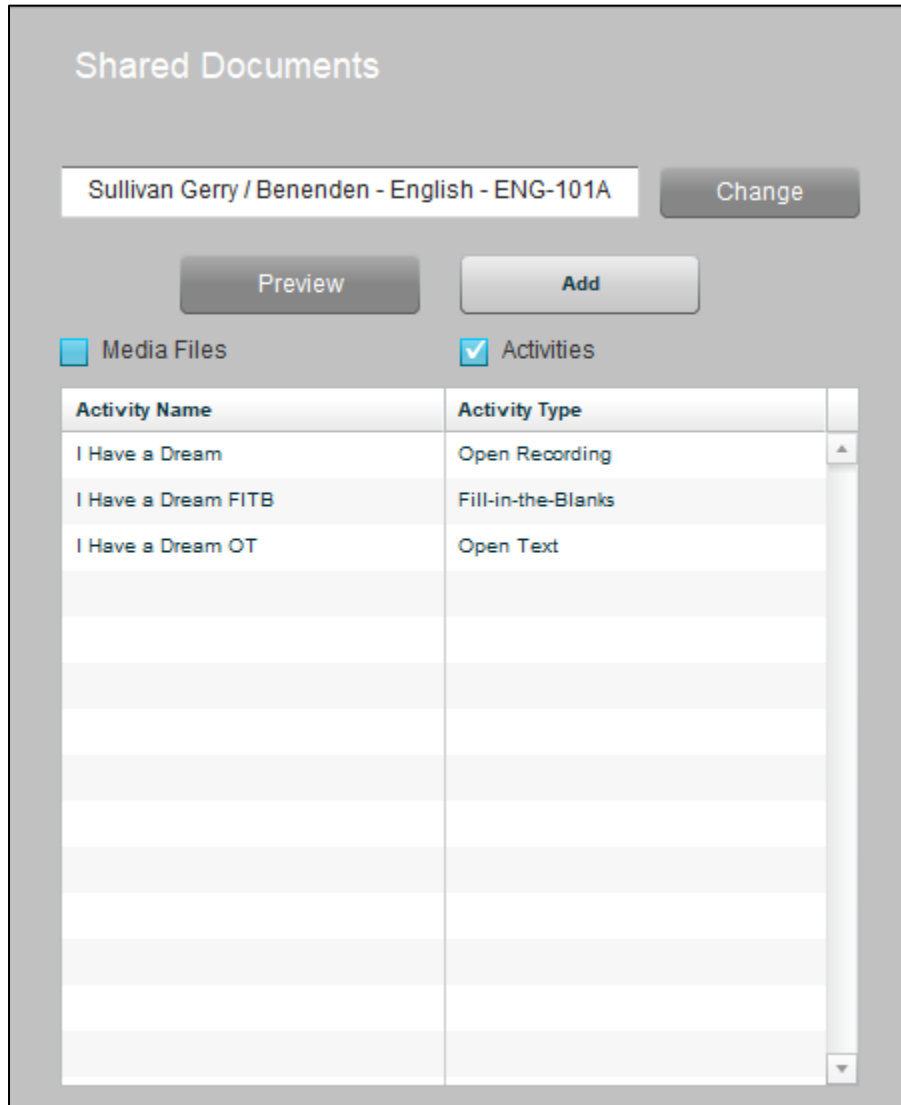 Shared Documents
Sullivan Gerry / Benenden - English - ENG-101A
Change
Preview
Add
Media Files
Activities
Activity Name
Activity Type
I Have a Dream
Open Recording
I Have a Dream FITB
Fill-in-the-Blanks
I Have a Dream OT
Open Text